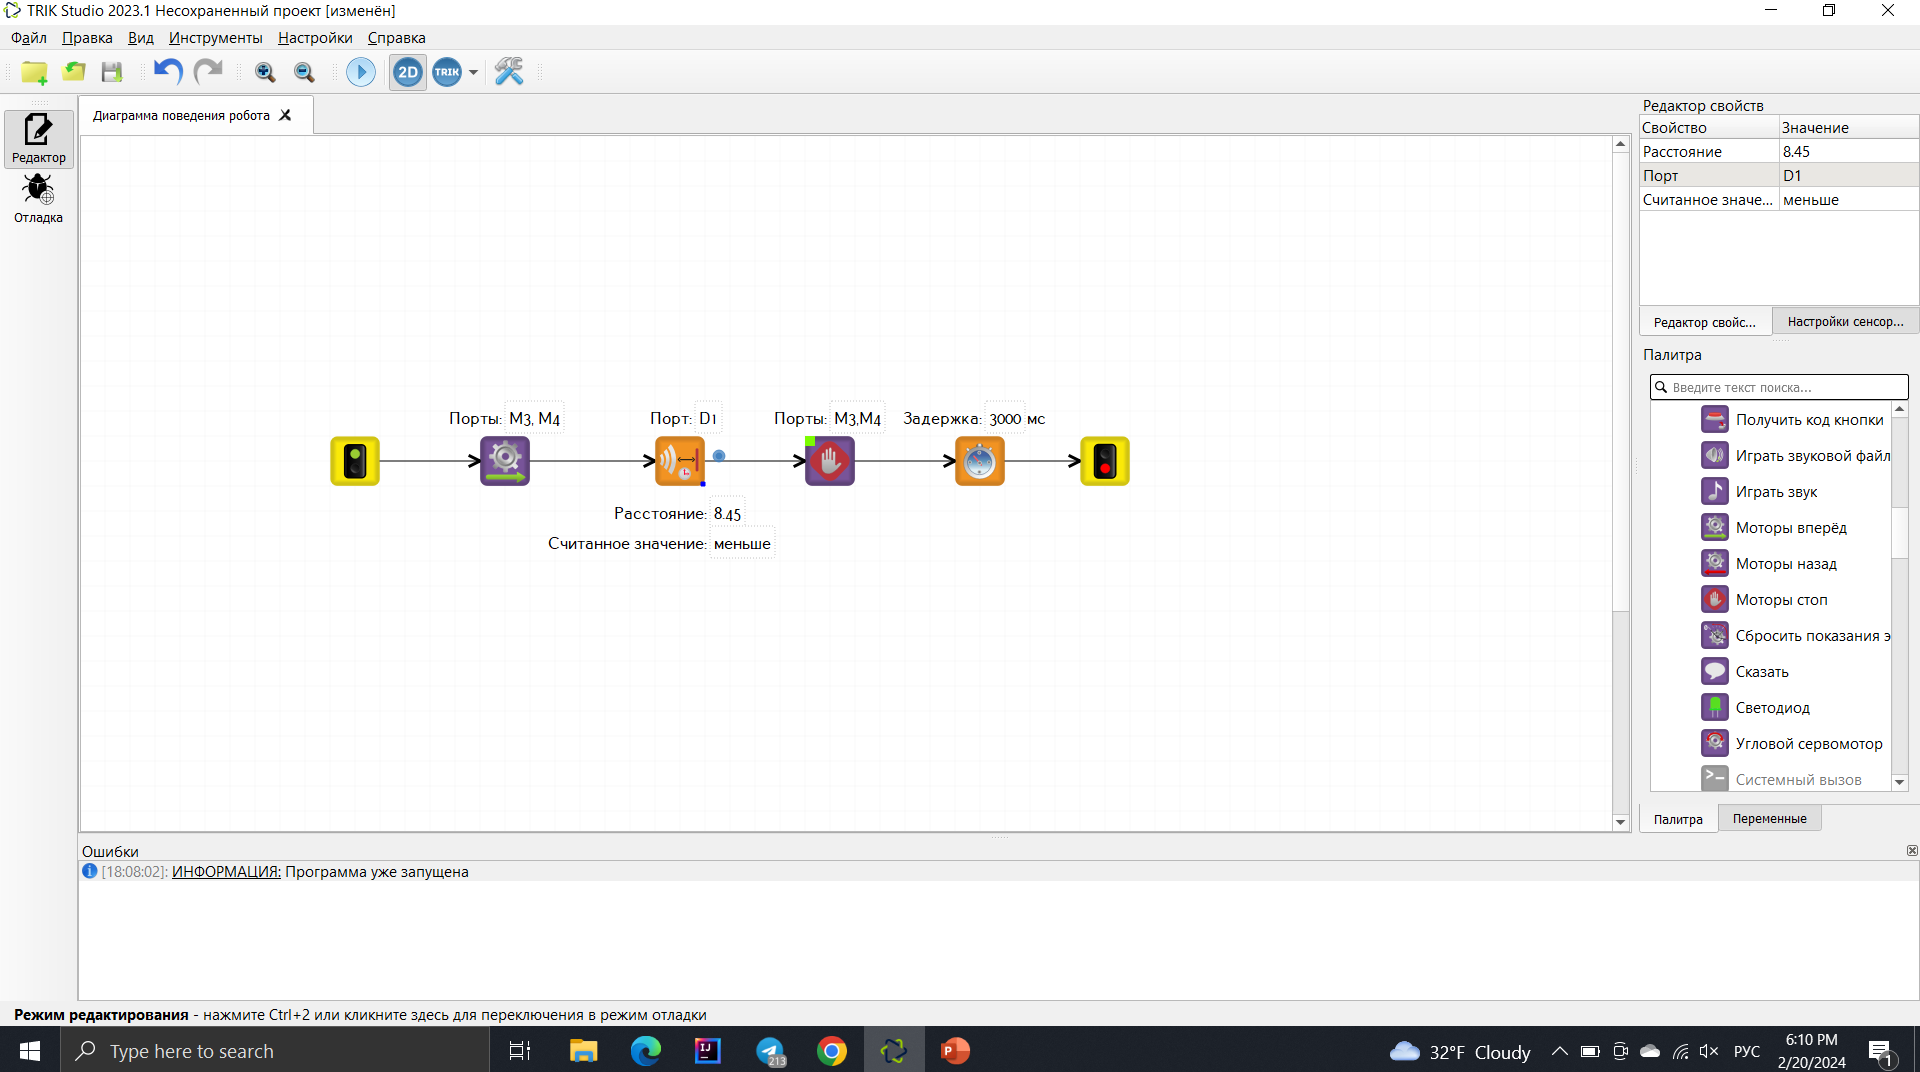 TRIK Studio 2023.1 Несохраненный проект [изменён]
Файл Правка Вид Инструменты Настройки Справка
2D TRIK
Диаграмма поведения робота
Редактор
Отладка
Порты: M3, M4 Порт: D1 Порты: M3,M4 Задержка: 3000 мс
Расстояние: 8.45
Считанное значение: меньше
Редактор свойств
Свойство Значение
Расстояние 8.45
Порт D1
Считанное значе... меньше
Редактор свойс... Настройки сенсор...
Палитра
Введите текст поиска...
Получить код кнопки
Играть звуковой файл
Играть звук
Моторы вперёд
Моторы назад
Моторы стоп
Сбросить показания э
Сказать
Светодиод
Угловой сервомотор
Системный вызов
Палитра Переменные
Ошибки
[18:08:02]: ИНФОРМАЦИЯ: Программа уже запущена
Режим редактирования - нажмите Ctrl+2 или кликните здесь для переключения в режим отладки
Type here to search
IJ
213
P
32°F Cloudy
РУС
6:10 PM
2/20/2024
1